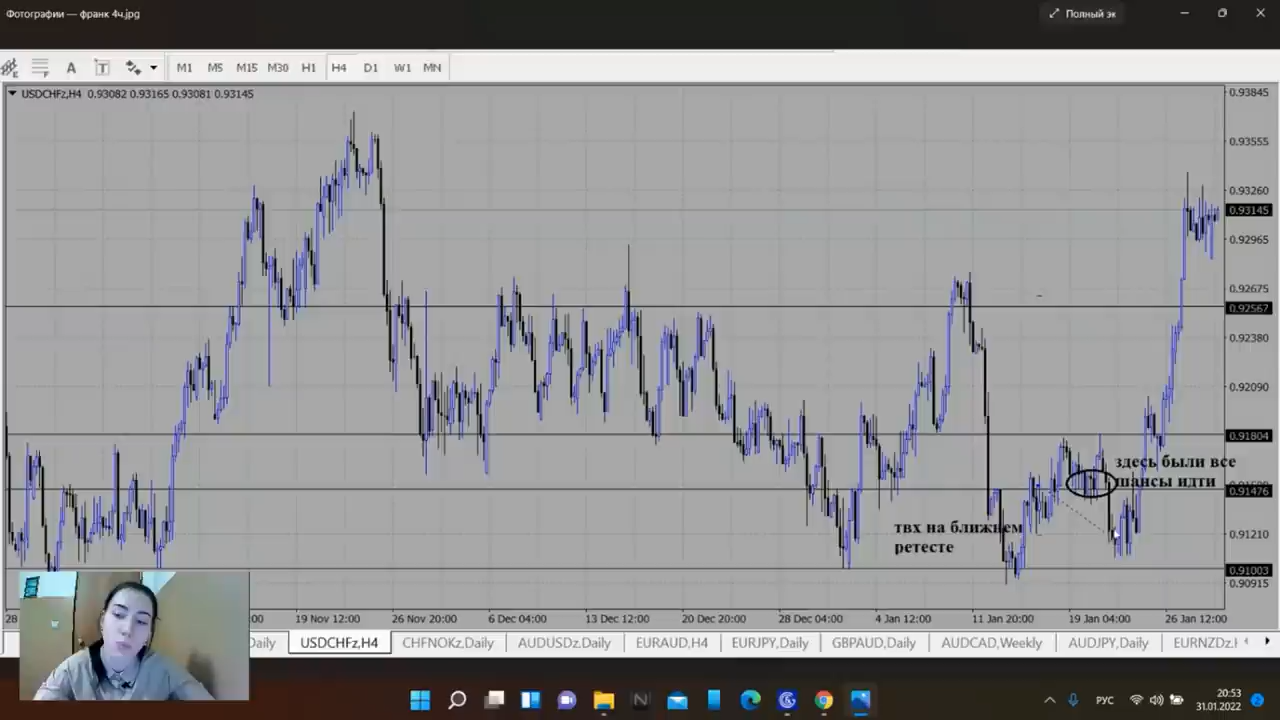 Фотографии — франк 4ч.jpg
Полный эк
A T M1 M5 M15 M30 H1 H4 D1 W1 MN
USDCHFz,H4 0.93082 0.93165 0.93081 0.93145
0.93845
0.93555
0.93260
0.93145
0.92965
0.92675
0.92567
0.92380
0.92090
0.91804
здесь были все
шансы идти
0.91476
твх на ближнем
ретесте
0.91210
0.91003
0.90915
28
:00 19 Nov 12:00 26 Nov 20:00 6 Dec 04:00 13 Dec 12:00 20 Dec 20:00 28 Dec 04:00 4 Jan 12:00 11 Jan 20:00 19 Jan 04:00 26 Jan 12:00
Daily USDCHFz,H4 CHFNOKz,Daily AUDUSDz,Daily EURAUD,H4 EURJPY,Daily GBPAUD,Daily AUDCAD,Weekly AUDJPY,Daily EURNZDz,H
РУС
20:53
31.01.2022